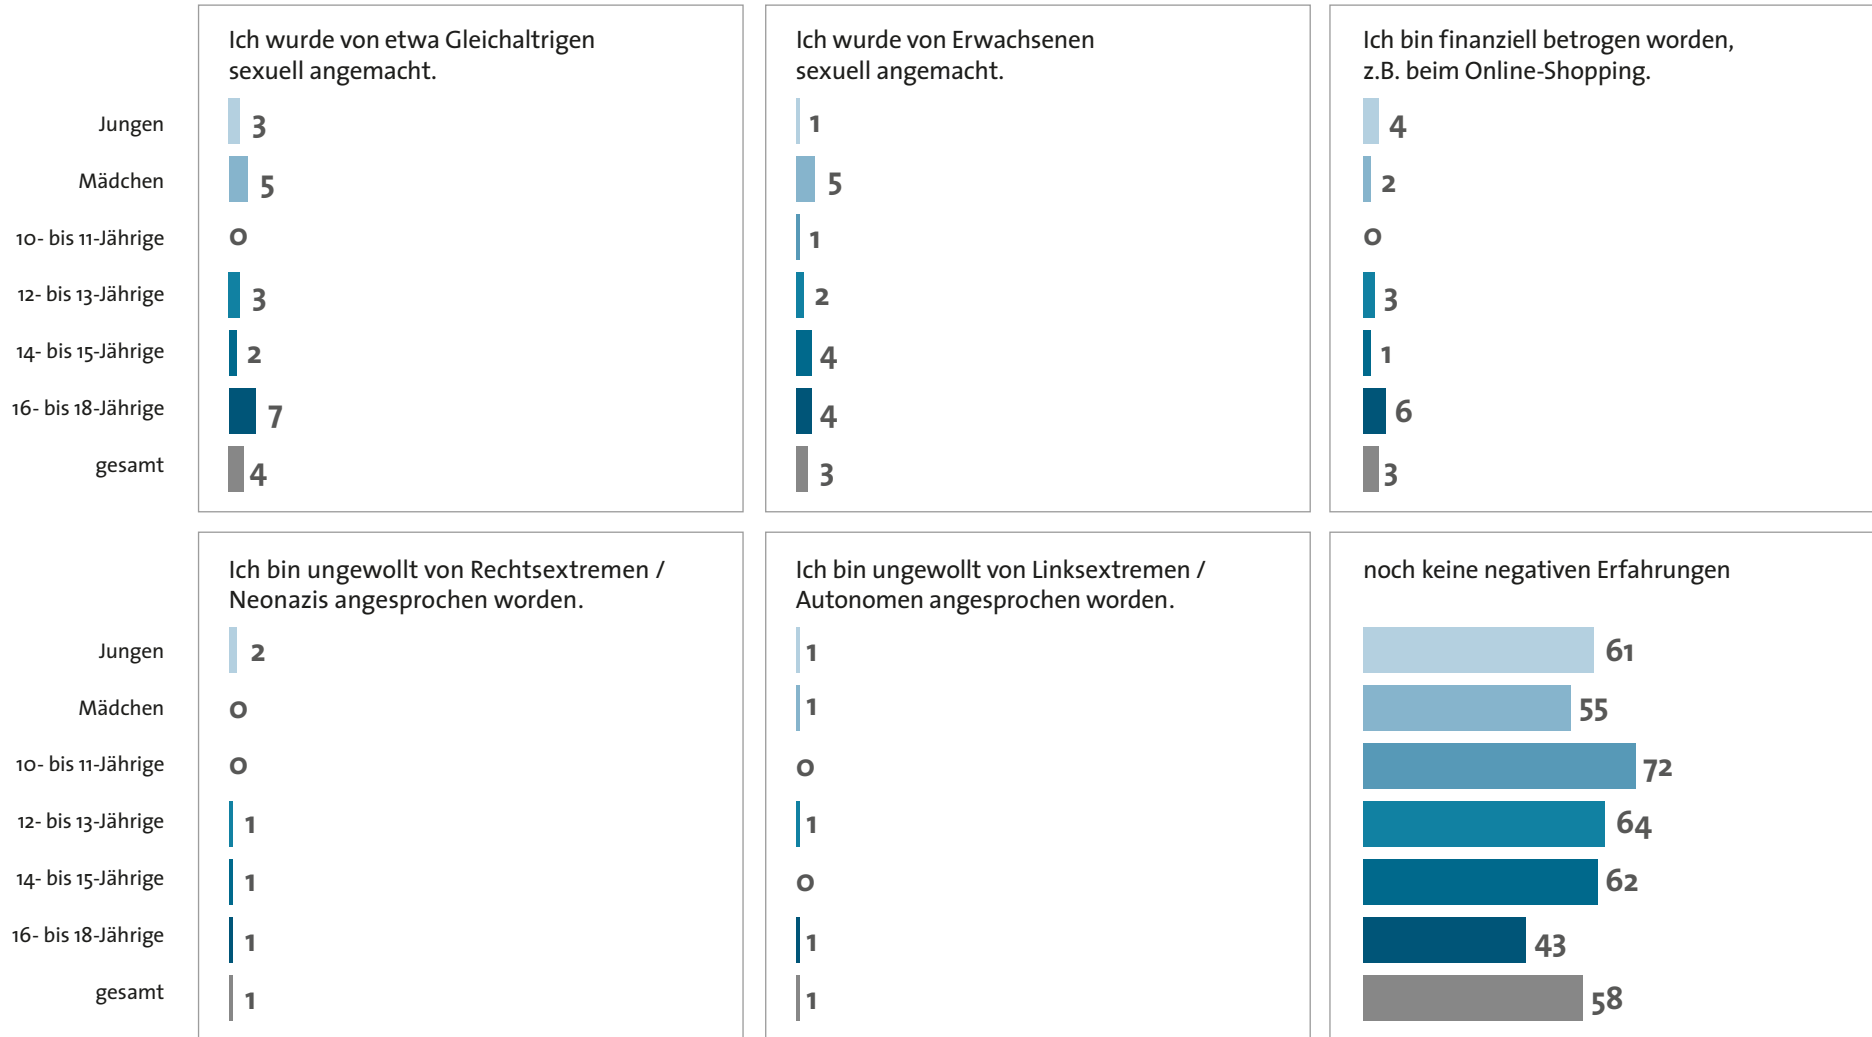 Ich wurde von etwa Gleichaltrigen
sexuell angemacht.
Ich wurde von Erwachsenen
sexuell angemacht.
Ich bin finanziell betrogen worden,
z.B. beim Online-Shopping.
Jungen 3 1 4
Mädchen 5 5 2
10- bis 11-Jährige 0 1 0
12- bis 13-Jährige 3 2 3
14- bis 15-Jährige 2 4 1
16- bis 18-Jährige 7 4 6
gesamt 4 3 3
Ich bin ungewollt von Rechtsextremen /
Neonazis angesprochen worden.
Ich bin ungewollt von Linksextremen /
Autonomen angesprochen worden.
noch keine negativen Erfahrungen
Jungen 2 1 61
Mädchen 0 1 55
10- bis 11-Jährige 0 0 72
12- bis 13-Jährige 1 1 64
14- bis 15-Jährige 1 0 62
16- bis 18-Jährige 1 1 43
gesamt 1 1 58